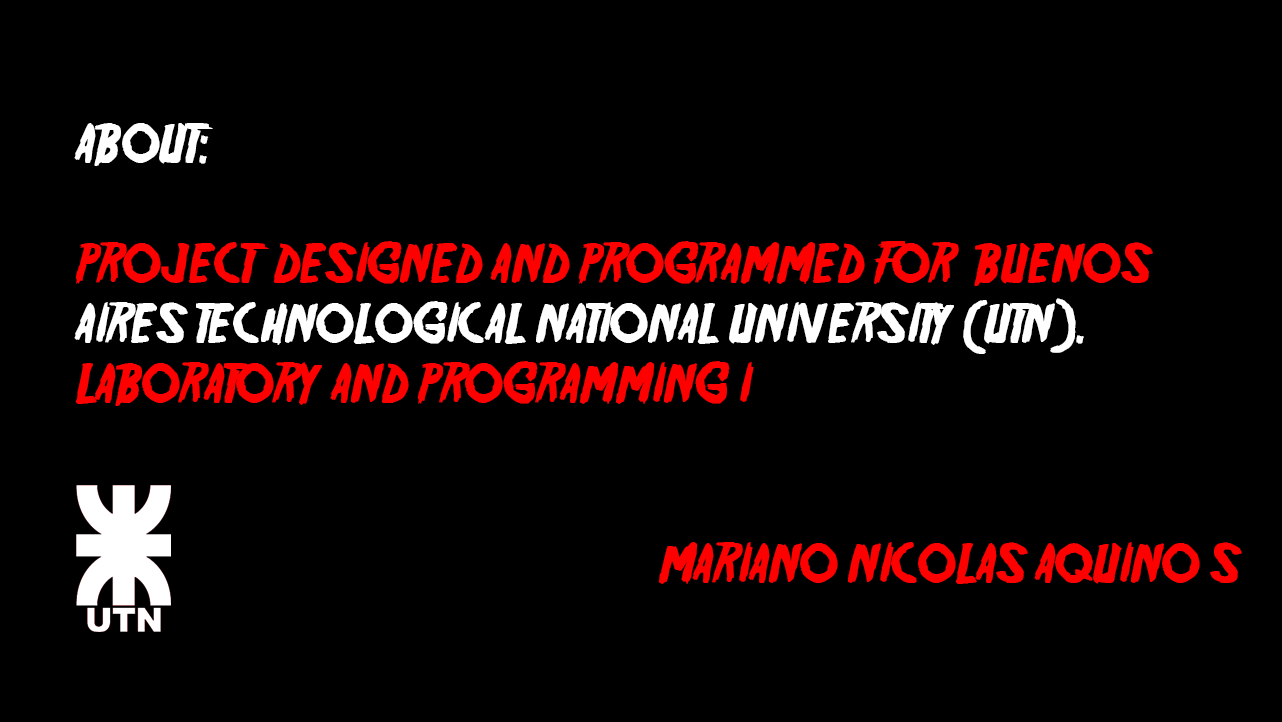 ABOUT:
PROJECT DESIGNED AND PROGRAMMED FOR BUENOS
AIRES TECHNOLOGICAL NATIONAL UNIVERSITY (UTN).
LABORATORY AND PROGRAMMING I
UTN
MARIANO NICOLAS AQUINO S